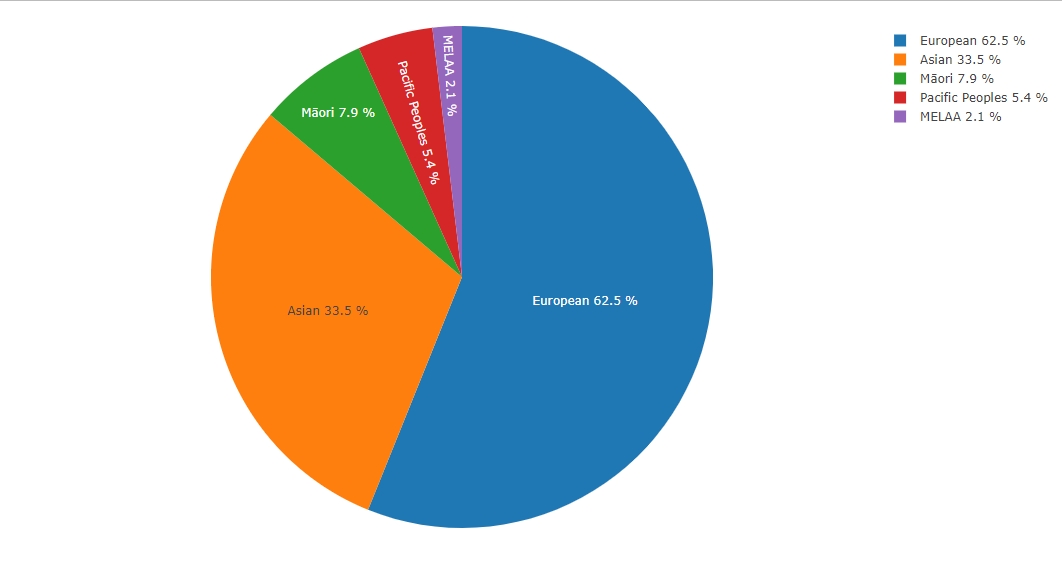 European 62.5 %
Asian 33.5 %
Māori 7.9 %
Pacific Peoples 5.4 %
MELAA 2.1 %
MELAA 2.1 %
Pacific Peoples 5.4 %
Māori 7.9 %
European 62.5 %
Asian 33.5 %